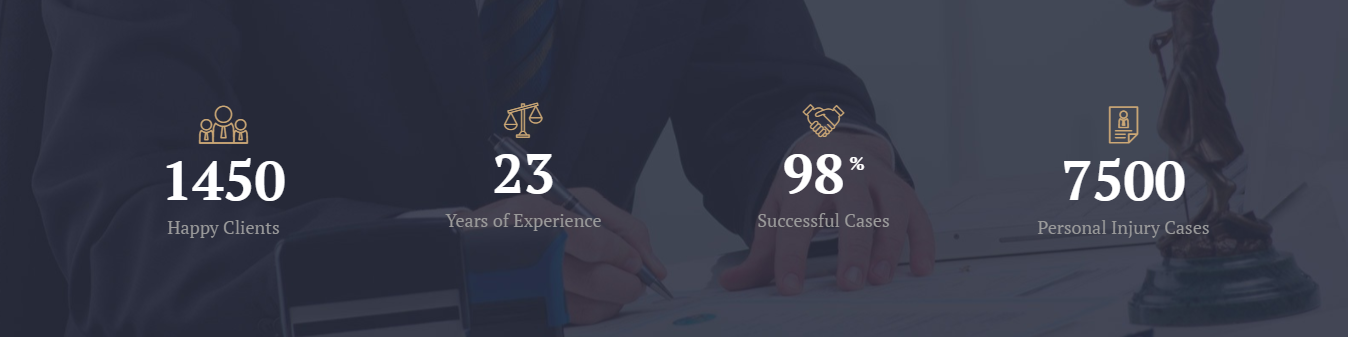 1450
Happy Clients
23
Years of Experience
98%
Successful Cases
7500
Personal Injury Cases